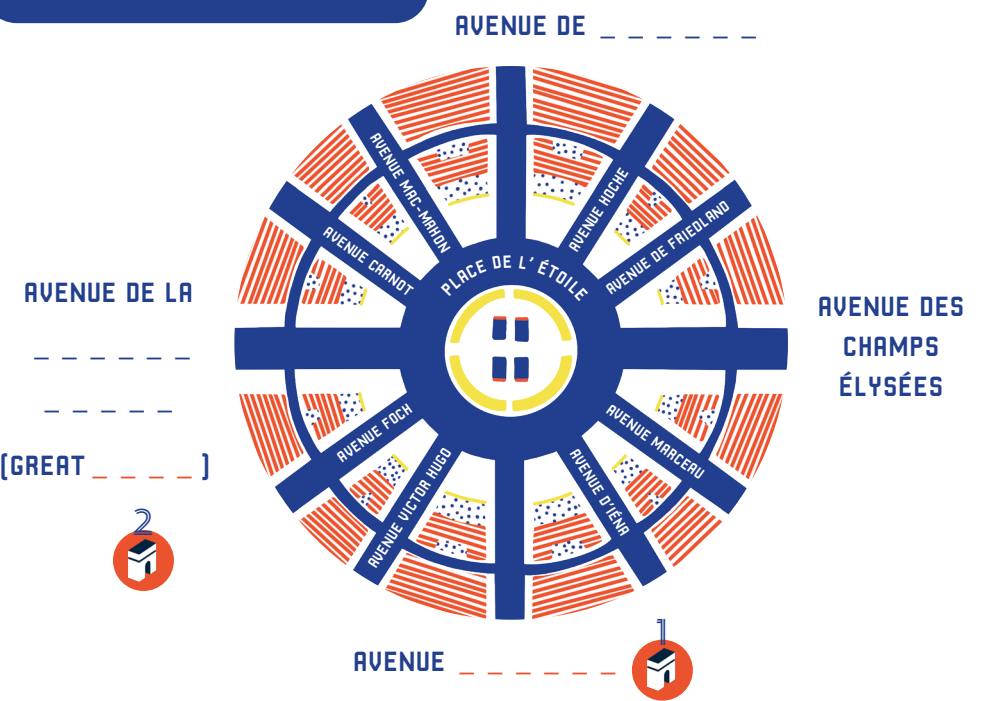 AVENUE DE _ _ _ _ _ _
AVENUE MAC-MAHON
AVENUE HOCHE
AVENUE CARNOT
AVENUE DE FRIEDLAND
PLACE DE L'ÉTOILE
AVENUE DE LA
_ _ _ _ _ _
_ _ _ _ _
(GREAT _ _ _ _ )
2
AVENUE DES
CHAMPS
ÉLYSÉES
AVENUE FOCH
AVENUE MARCEAU
AVENUE VICTOR HUGO
AVENUE D'IÉNA
AVENUE _ _ _ _ _ _
1